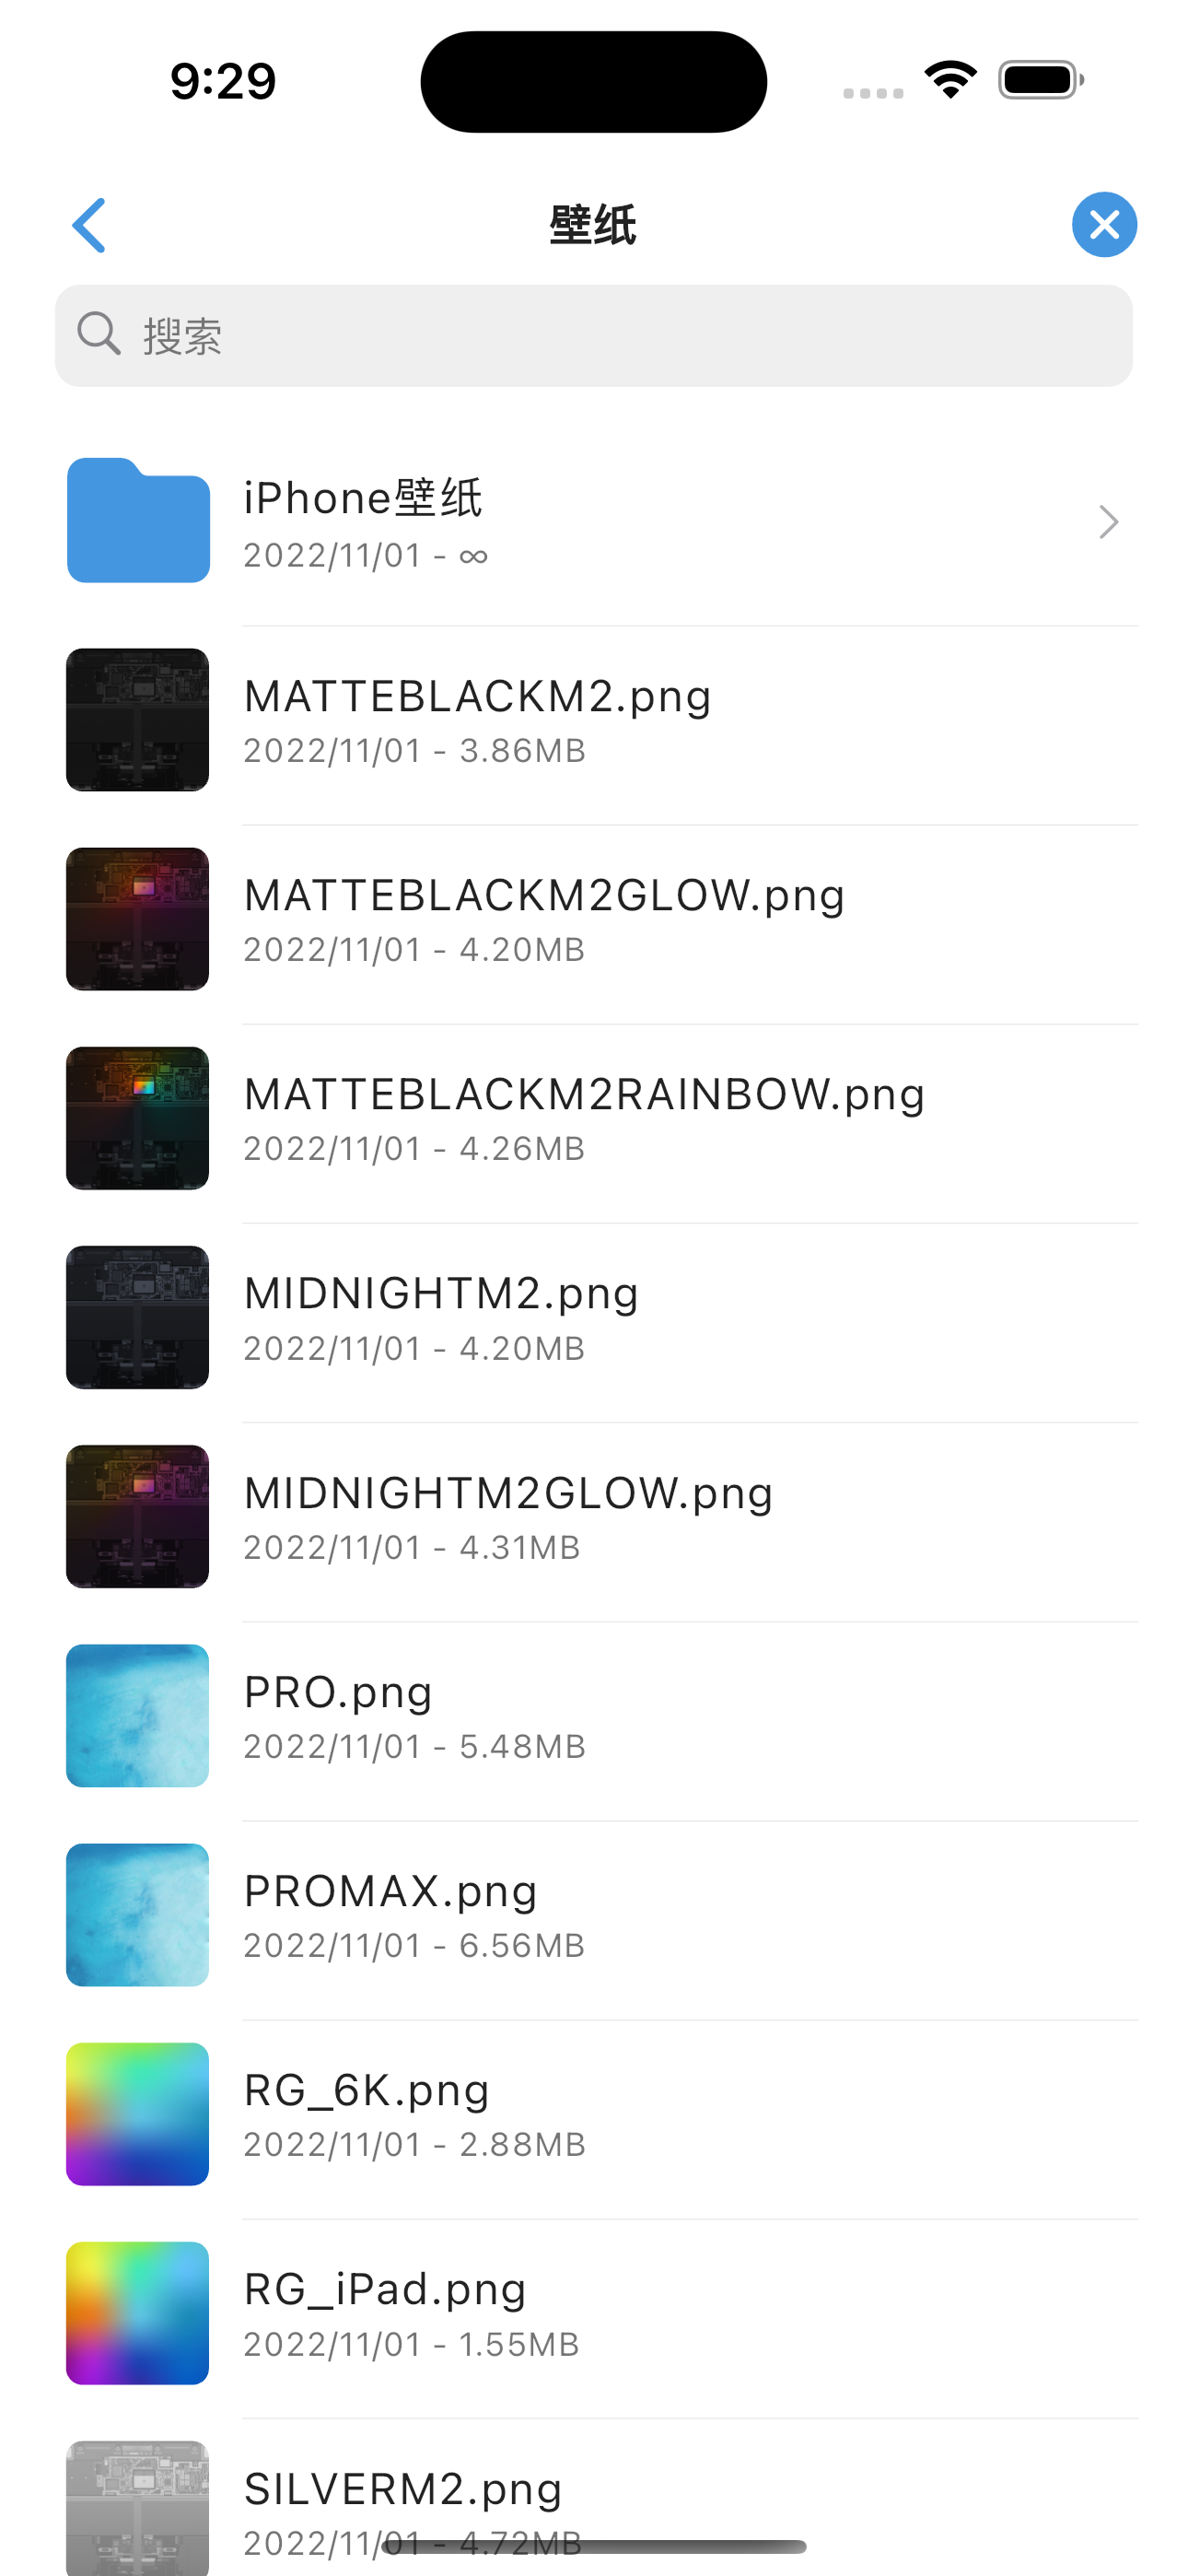 9:29
壁纸
搜索
iPhone壁纸
2022/11/01 - ∞
MATTEBLACKM2.png
2022/11/01 - 3.86MB
MATTEBLACKM2GLOW.png
2022/11/01 - 4.20MB
MATTEBLACKM2RAINBOW.png
2022/11/01 - 4.26MB
MIDNIGHTM2.png
2022/11/01 - 4.20MB
MIDNIGHTM2GLOW.png
2022/11/01 - 4.31MB
PRO.png
2022/11/01 - 5.48MB
PROMAX.png
2022/11/01 - 6.56MB
RG_6K.png
2022/11/01 - 2.88MB
RG_iPad.png
2022/11/01 - 1.55MB
SILVERM2.png
2022/11/01 - 4.72MB